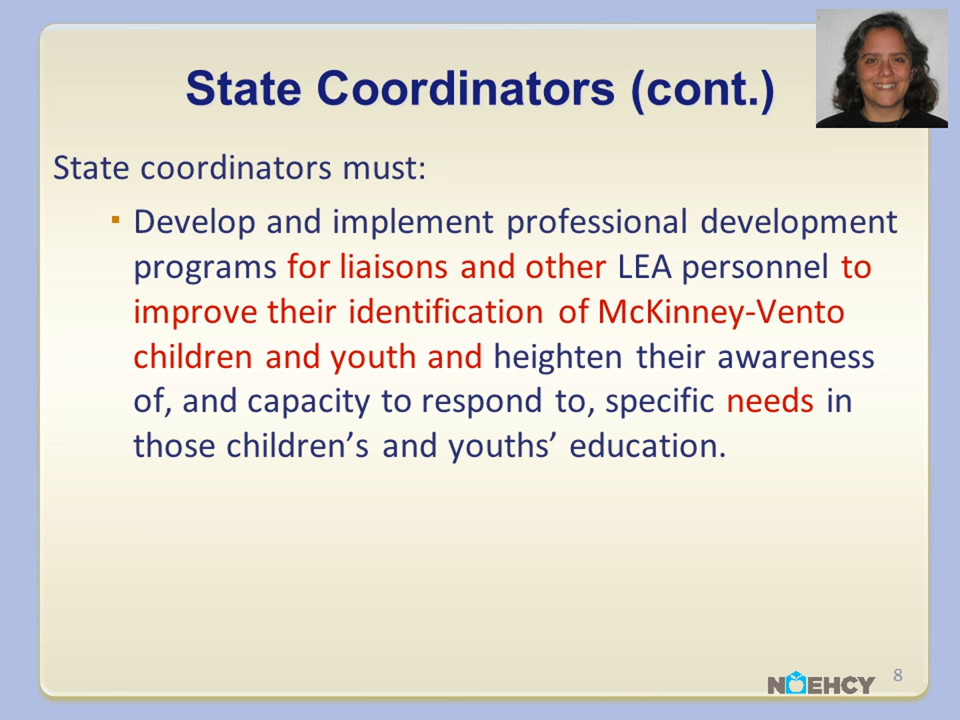 State Coordinators (cont.)
State coordinators must:
▪ Develop and implement professional development
programs for liaisons and other LEA personnel to
improve their identification of McKinney-Vento
children and youth and heighten their awareness
of, and capacity to respond to, specific needs in
those children’s and youths’ education.
NAEHCY
8